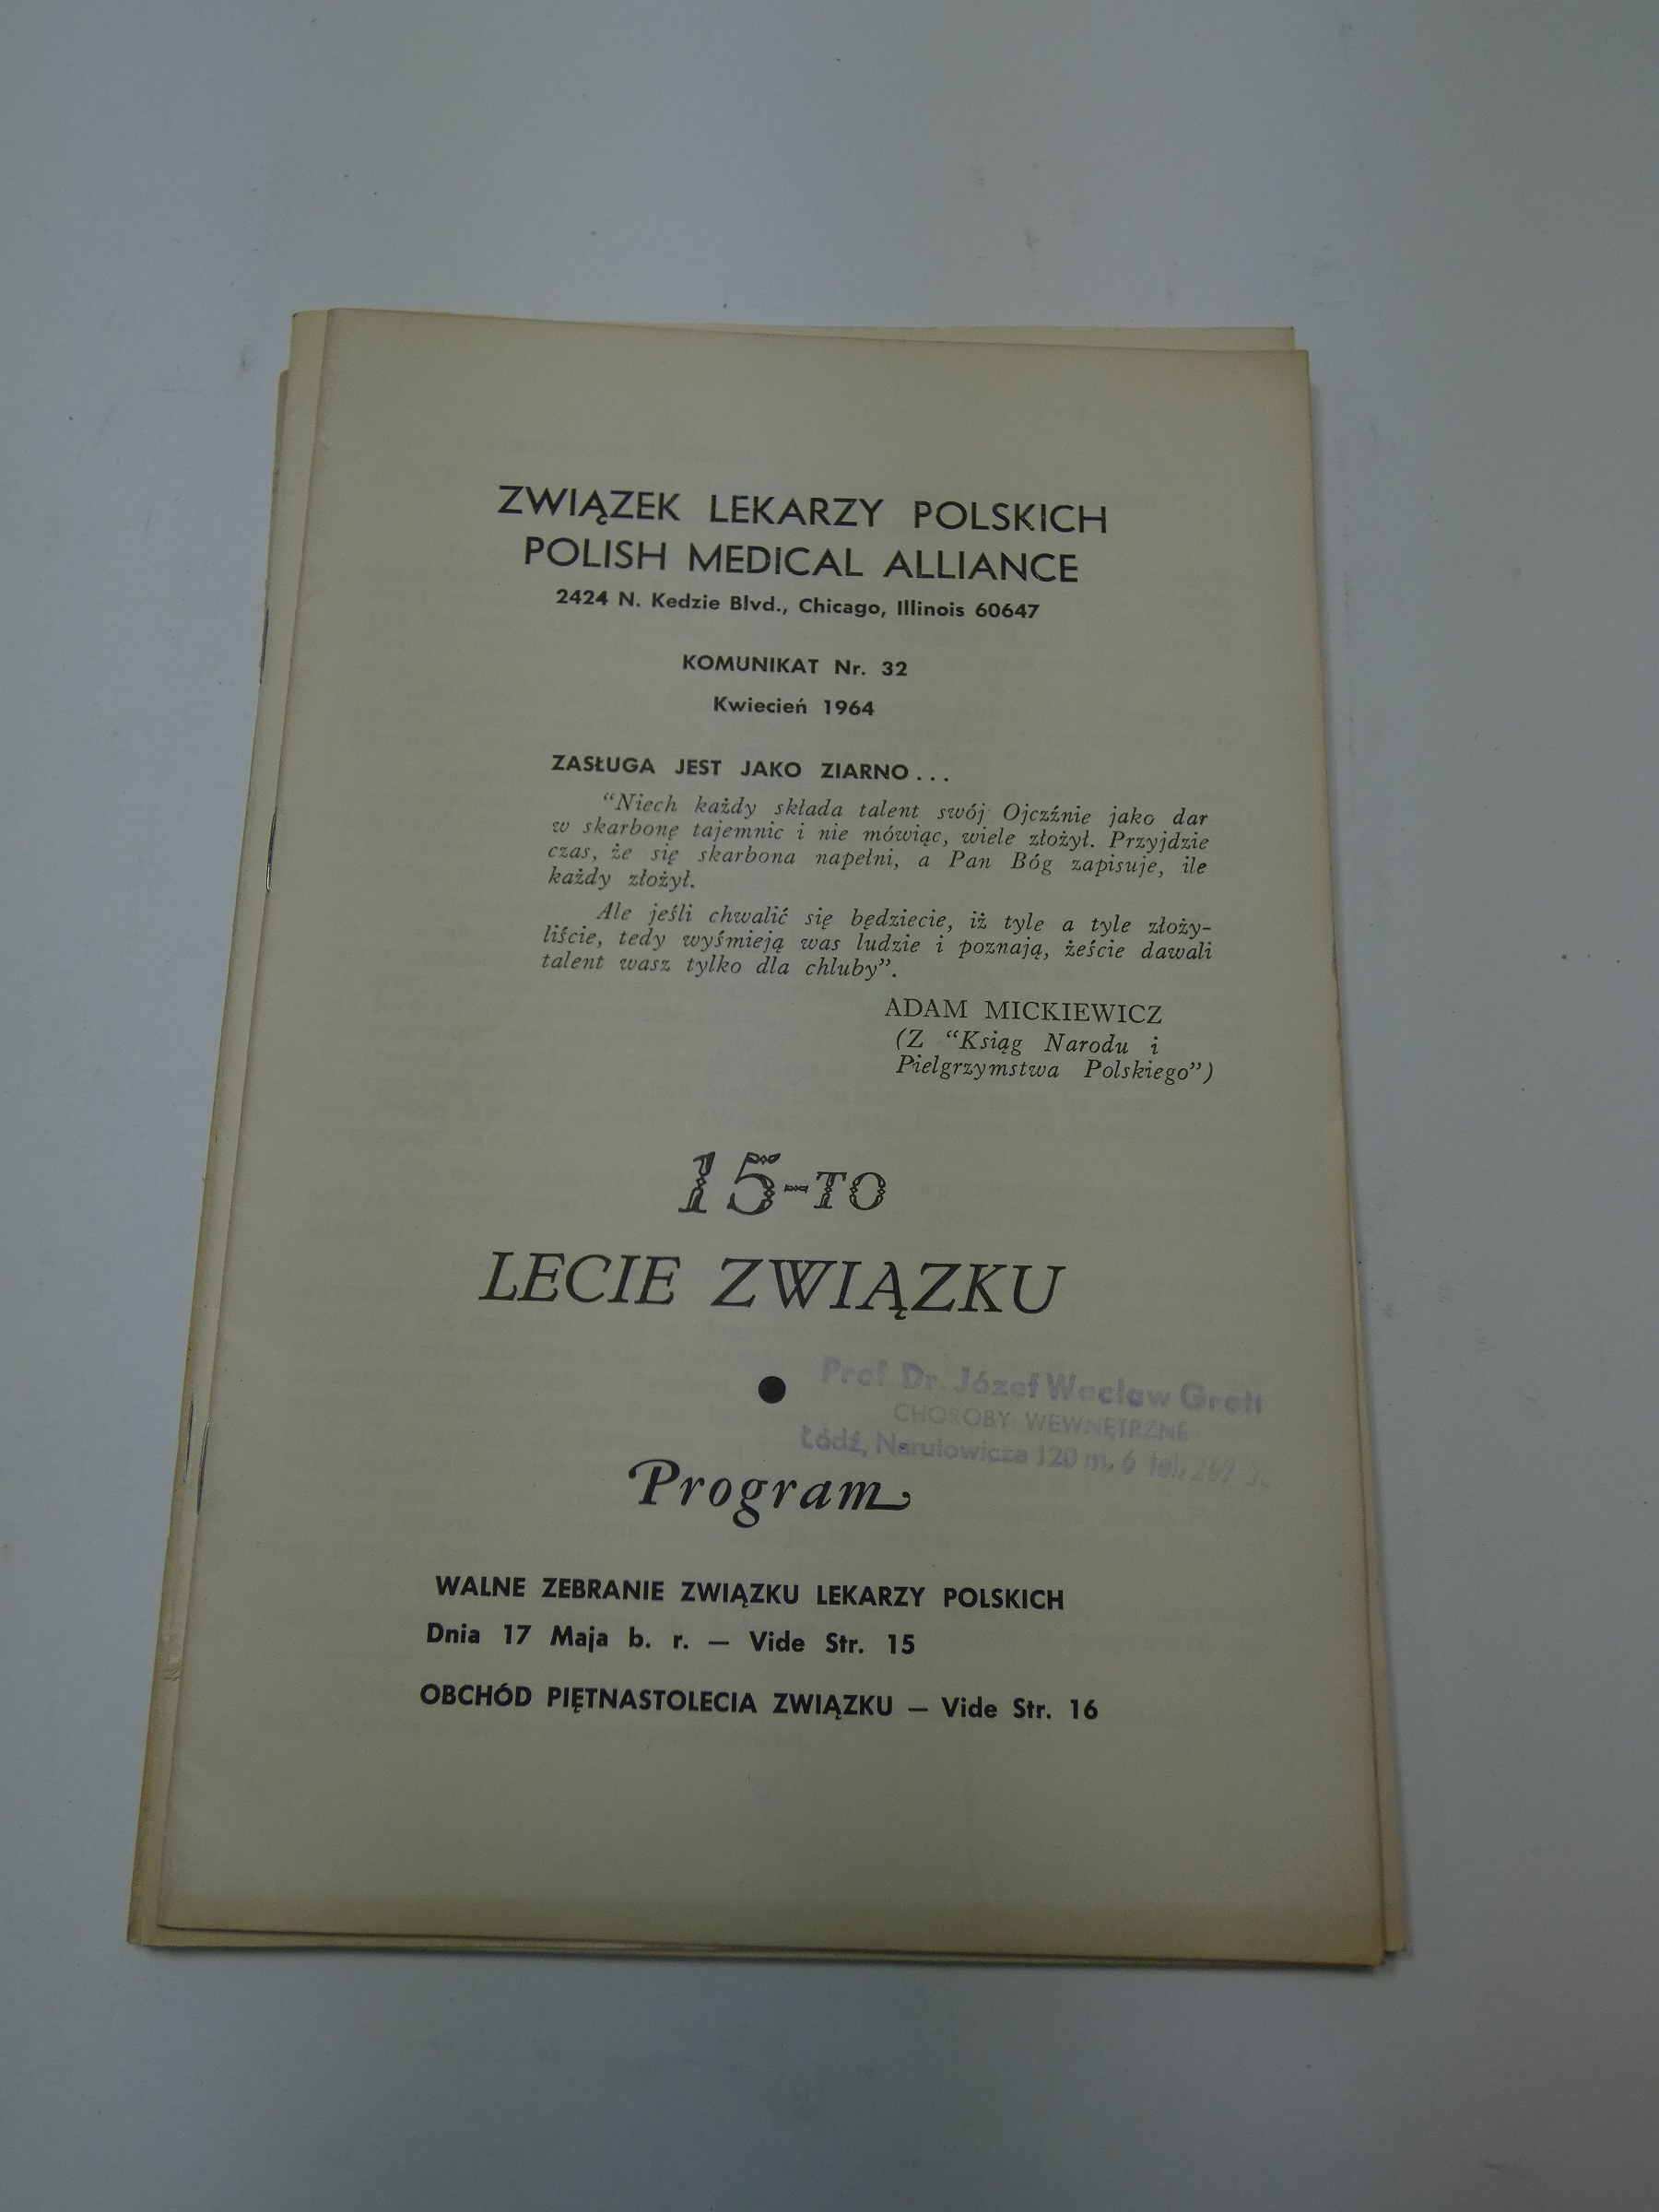 ZWIĄZEK LEKARZY POLSKICH
POLISH MEDICAL ALLIANCE
2424 N. Kedzie Blvd., Chicago, Illinois 60647
KOMUNIKAT Nr. 32
Kwiecień 1964
ZASŁUGA JEST JAKO ZIARNO...
“Niech każdy składa talent swój Ojczźnie jako dar
w skarbonę tajemnic i nie mówiąc, wiele złożył. Przyjdzie
czas, że się skarbona napełni, a Pan Bóg zapisuje, ile
każdy złożył.
Ale jeśli chwalić się będziecie, iż tyle a tyle złoży-
liście, tedy wyśmieją was ludzie i poznają, żeście dawali
talent wasz tylko dla chluby”.
ADAM MICKIEWICZ
(Z “Ksiąg Narodu i
Pielgrzymstwa Polskiego”)
15-TO
LECIE ZWIĄZKU
Prof. Dr. Józef Wacław Grott
CHOROBY WEWNĘTRZNE
Łódź, Narutowicza 120 m. 6 tel.
Program
WALNE ZEBRANIE ZWIĄZKU LEKARZY POLSKICH
Dnia 17 Maja b. r. — Vide Str. 15
OBCHÓD PIĘTNASTOLECIA ZWIĄZKU — Vide Str. 16